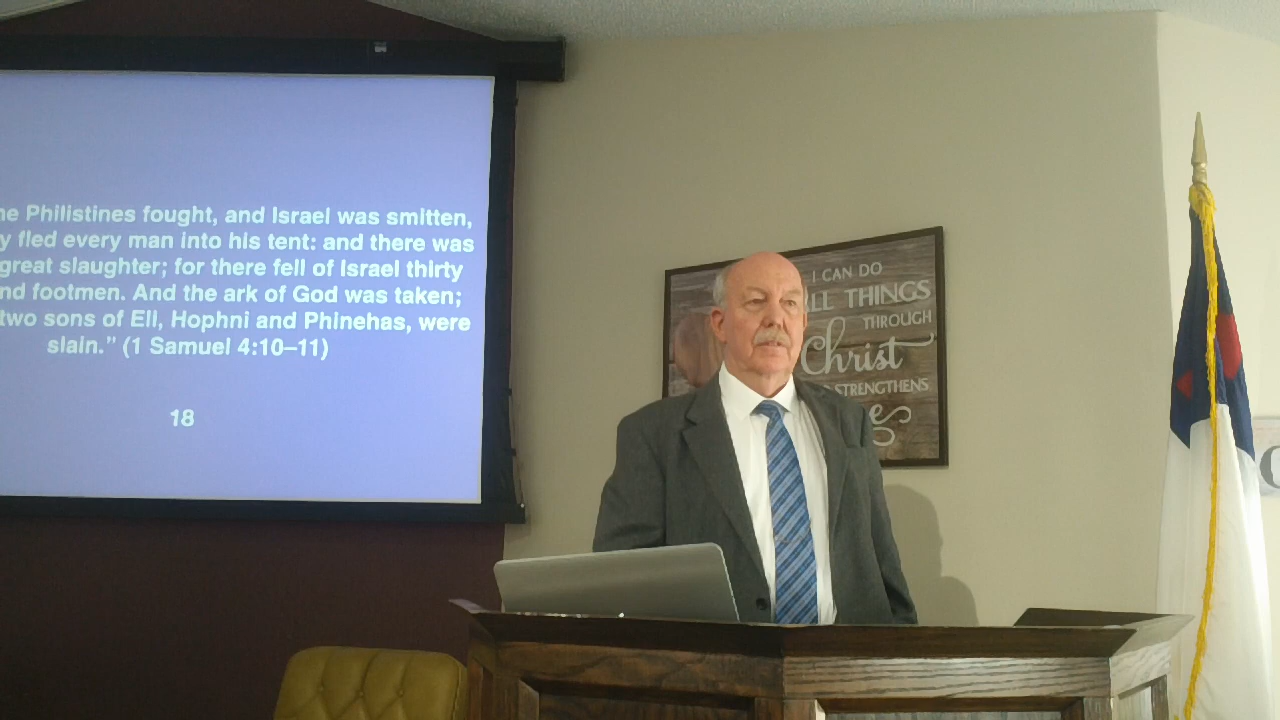 he Philistines fought, and Israel was smitten,
y fled every man into his tent: and there was
great slaughter; for there fell of Israel thirty
nd footmen. And the ark of God was taken;
two sons of Eli, Hophni and Phinehas, were
slain.” (1 Samuel 4:10–11)
18
I CAN DO
LL THINGS
THROUGH
Christ
STRENGTHENS
e